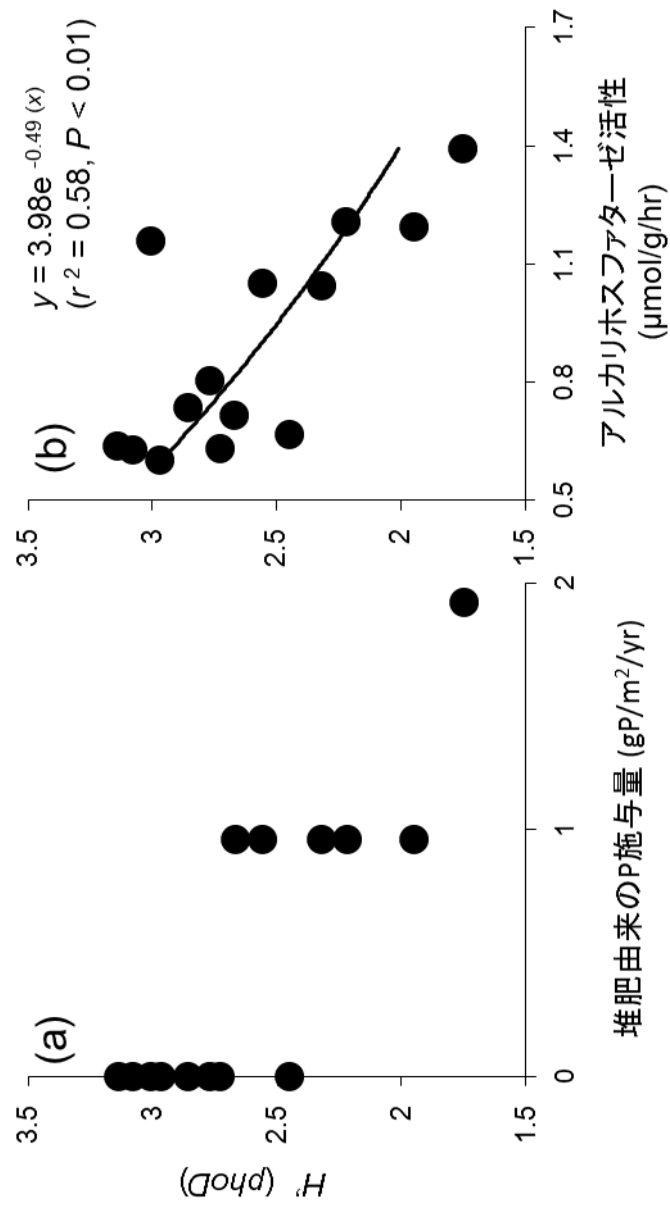 (a)
3.5
3
2.5
2
1.5
H' (phoD)
0
1
2
堆肥由来のP施与量 (gP/m²/yr)
(b)
y = 3.98e^-0.49 (x)
(r² = 0.58, P < 0.01)
3.5
3
2.5
2
1.5
0.5
0.8
1.1
1.4
1.7
アルカリホスファターゼ活性
(μmol/g/hr)